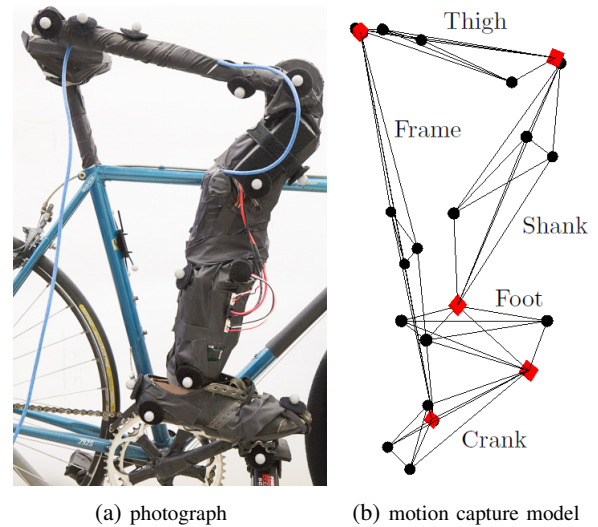 Thigh
Frame
Shank
Foot
Crank
(a) photograph
(b) motion capture model